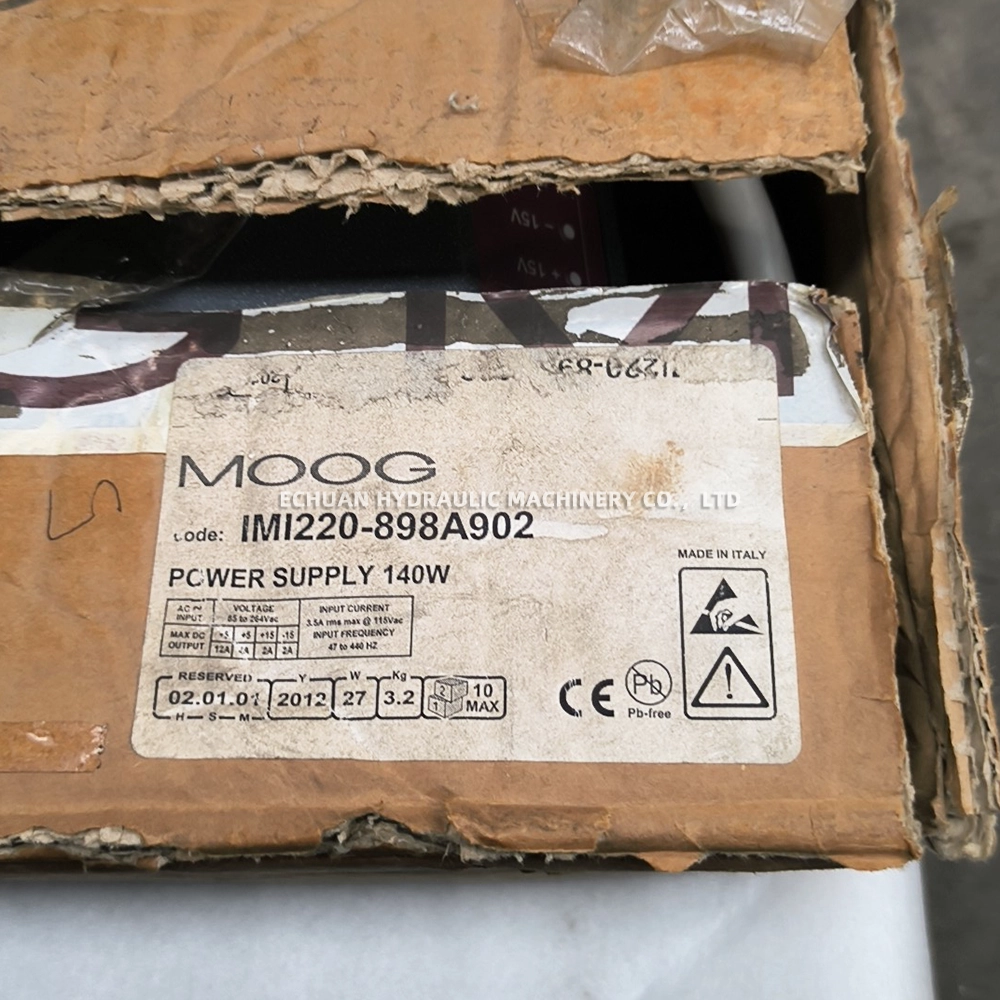 - 15V
+ 15V
MOOG
ECHUAN HYDRAULIC MACHINERY CO., LTD
code: IMI220-898A902
POWER SUPPLY 140W
MADE IN ITALY
AC ~ INPUT
VOLTAGE
85 to 264Vac
INPUT CURRENT
3.5A rms max @ 115Vac
MAX DC OUTPUT
+5 +5 +15 -15
12A 2A 2A
INPUT FREQUENCY
47 to 440 HZ
RESERVED Y W Kg
02.01.01 2012 27 3.2 2 1 10 MAX
H - S - M
CE
Pb
Pb-free
5